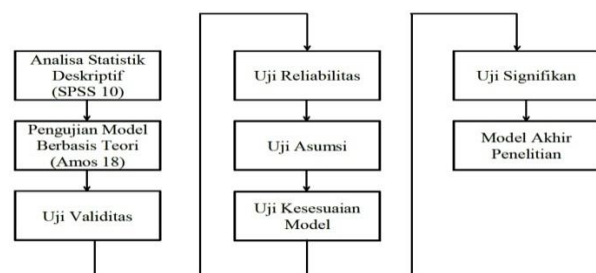 Analisa Statistik
Deskriptif
(SPSS 10)
Pengujian Model
Berbasis Teori
(Amos 18)
Uji Validitas
Uji Reliabilitas
Uji Asumsi
Uji Kesesuaian
Model
Uji Signifikan
Model Akhir
Penelitian